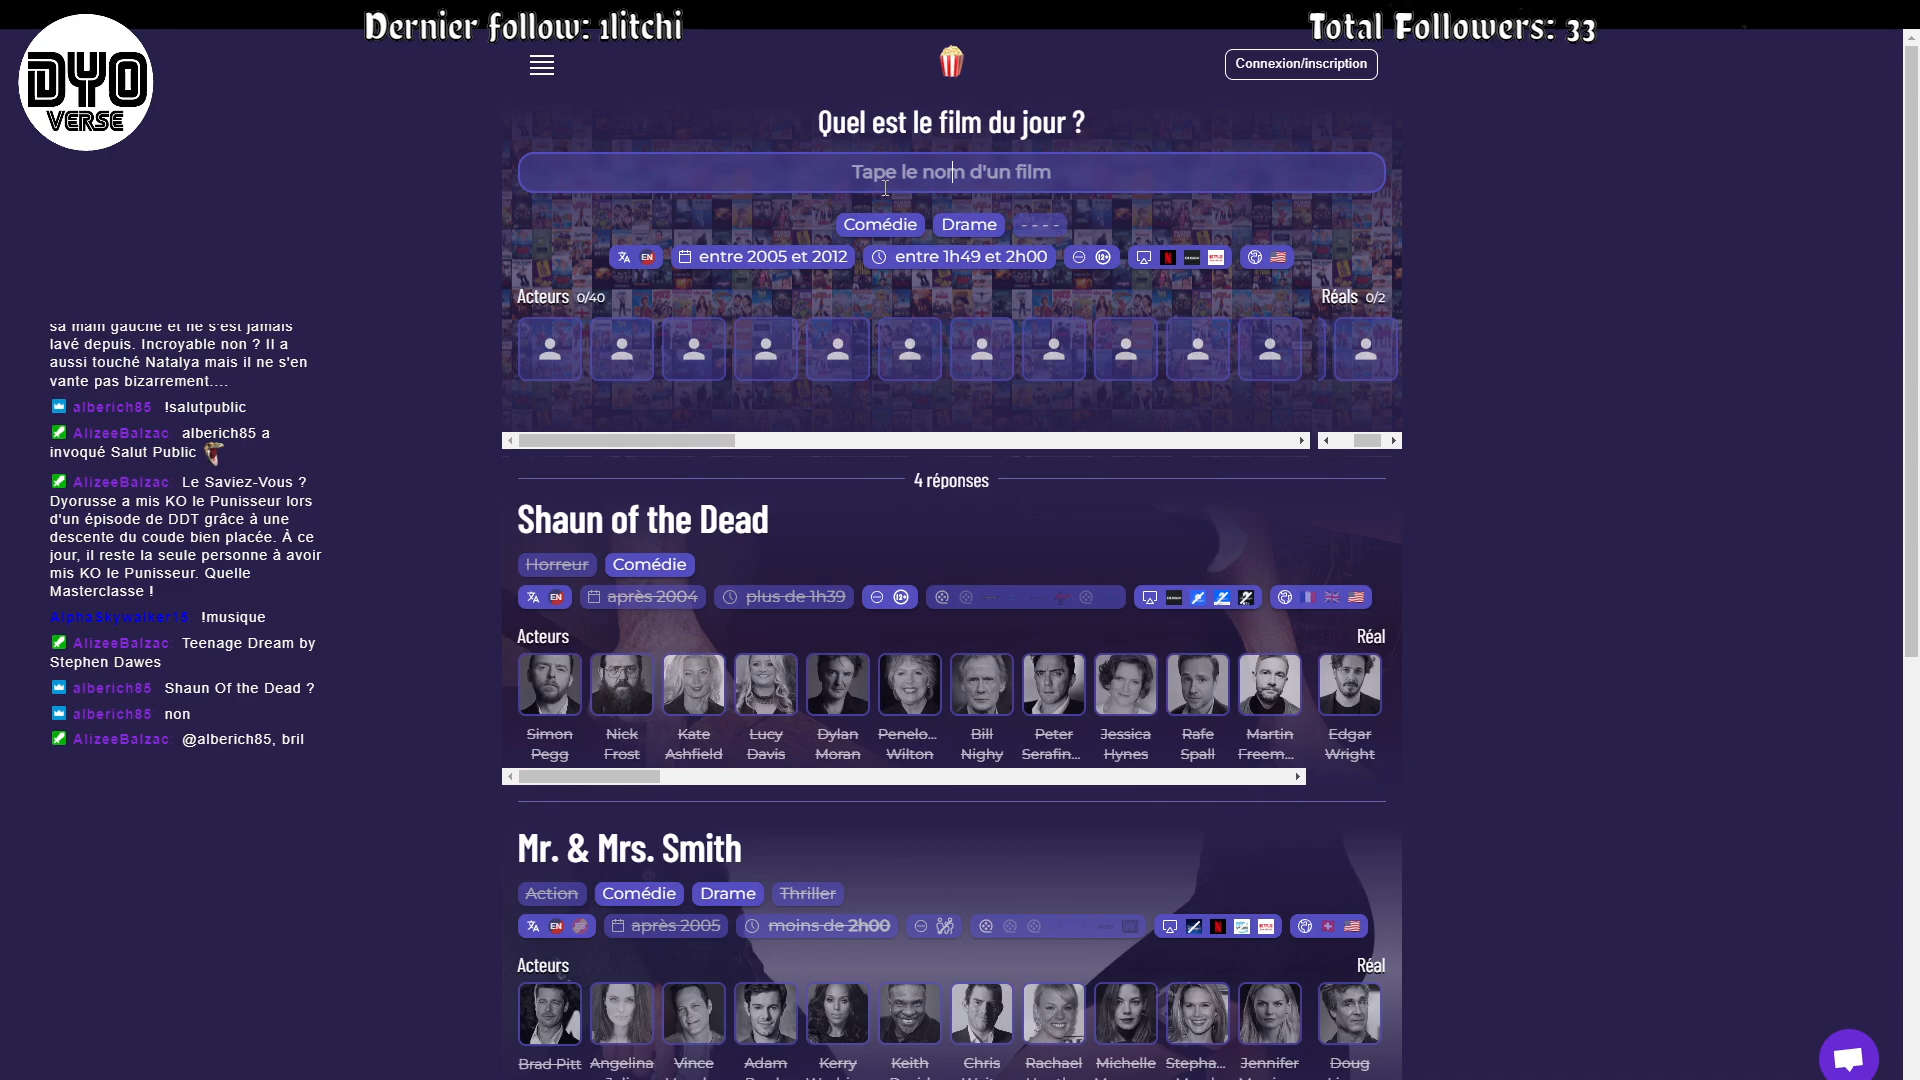 Dernier follow: 1litchi
Total Followers: 33
DYO
VERSE
Connexion/inscription
Quel est le film du jour ?
Tape le nom d'un film
Comédie Drame ----
EN entre 2005 et 2012 entre 1h49 et 2h00 12+
Acteurs 0/40
Réals 0/2
sa main gauche et ne s'est jamais
lavé depuis. Incroyable non ? Il a
aussi touché Natalya mais il ne s'en
vante pas bizarrement....
alberich85 !salutpublic
AlizeeBalzac: alberich85 a
invoqué Salut Public
AlizeeBalzac: Le Saviez-Vous ?
Dyorusse a mis KO le Punisseur lors
d'un épisode de DDT grâce à une
descente du coude bien placée. À ce
jour, il reste la seule personne à avoir
mis KO le Punisseur. Quelle
Masterclasse !
AlphaSkywalker15 !musique
AlizeeBalzac: Teenage Dream by
Stephen Dawes
alberich85 Shaun Of the Dead ?
alberich85 non
AlizeeBalzac: @alberich85, bril
4 réponses
Shaun of the Dead
Horreur Comédie
EN après 2004 plus de 1h39 12+
Acteurs
Réal
Simon Pegg
Nick Frost
Kate Ashfield
Lucy Davis
Dylan Moran
Penelo... Wilton
Bill Nighy
Peter Serafin...
Jessica Hynes
Rafe Spall
Martin Freem...
Edgar Wright
Mr. & Mrs. Smith
Action Comédie Drame Thriller
EN après 2005 moins de 2h00
Acteurs
Réal
Brad Pitt
Angelina
Vince
Adam
Kerry
Keith
Chris
Rachael
Michelle
Stepha...
Jennifer
Doug